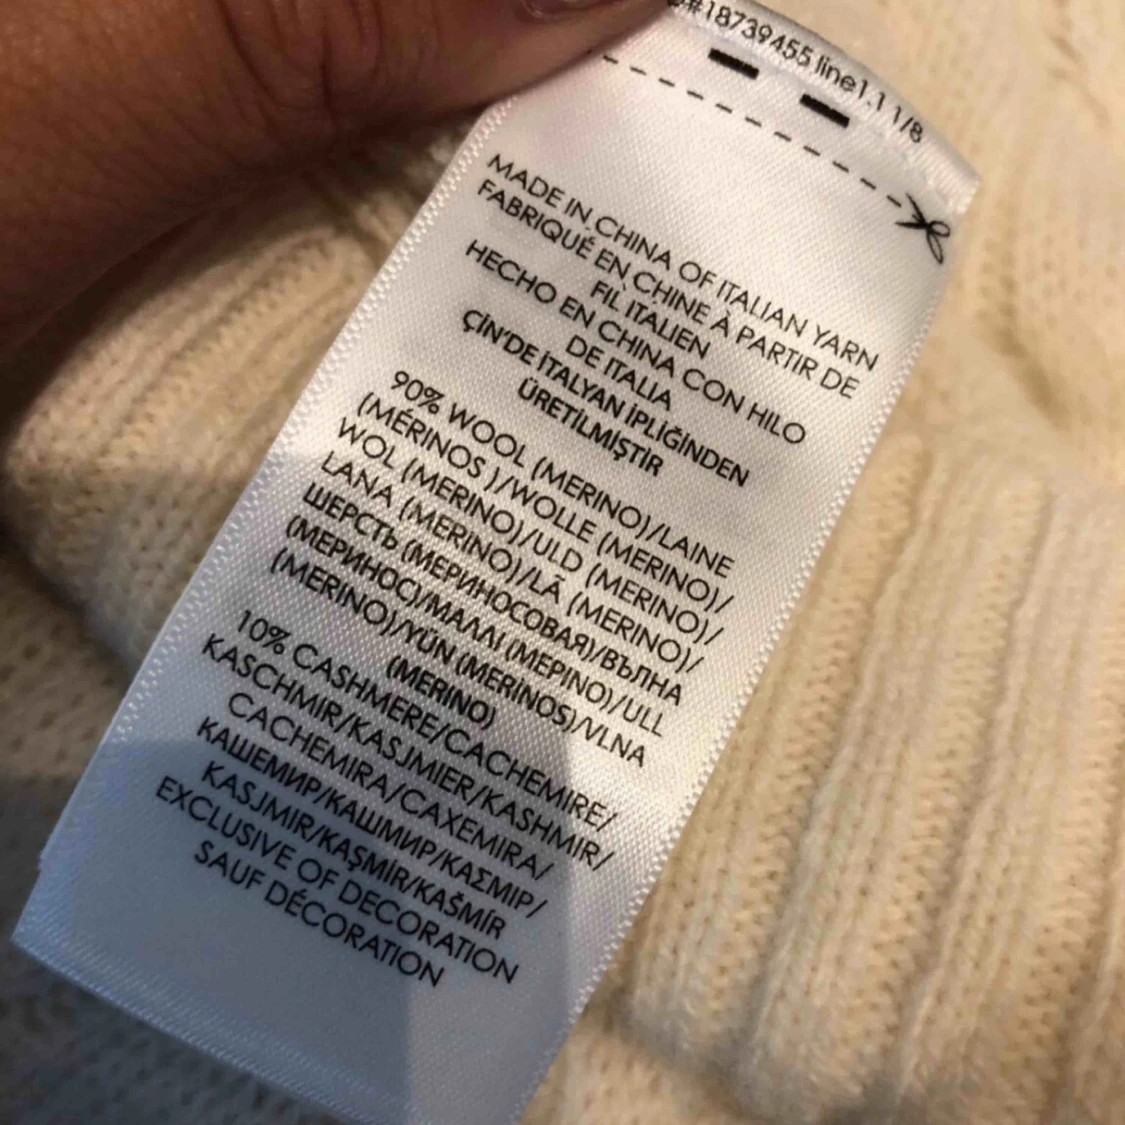 #18739455 line1.1 1/8
MADE IN CHINA OF ITALIAN YARN
FABRIQUÉ EN CHINE À PARTIR DE
FIL ITALIEN
HECHO EN CHINA CON HILO
DE ITALIA
ÇİN'DE İTALYAN İPLİĞİNDEN
ÜRETİLMİŞTİR
90% WOOL (MERINO)/LAINE
(MÉRINOS )/WOLLE (MERINO)/
WOL (MERINO)/ULD (MERINO)/
LANA (MERINO)/LÃ (MERINO)/
ШЕРСТЬ (МЕРИНОСОВАЯ)/ВЪЛНА
(МЕРИНОС)/ΜΑΛΛΙ (ΜΕΡΙΝΟ)/ULL
(MERINO)/YÜN (MERINOS)/VLNA
(MERINO)
10% CASHMERE/CACHEMIRE/
KASCHMIR/KASJMIER/KASHMIR/
CACHEMIRA/CAXEMIRA/
КАШЕМИР/КАШМИР/ΚΑΣΜΙΡ/
KASJMIR/KAŞMİR/KAŠMÍR
EXCLUSIVE OF DECORATION
SAUF DÉCORATION